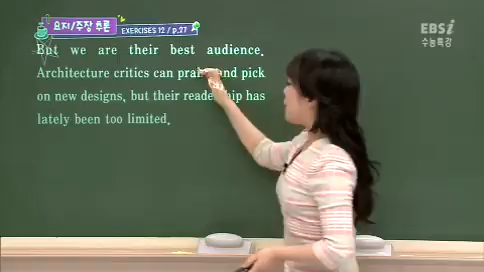 요지/주장 추론
EXERCISES 12 / p.27
EBSi
수능특강
But we are their best audience.
Architecture critics can and pick
on new designs, but their readership has
lately been too limited.